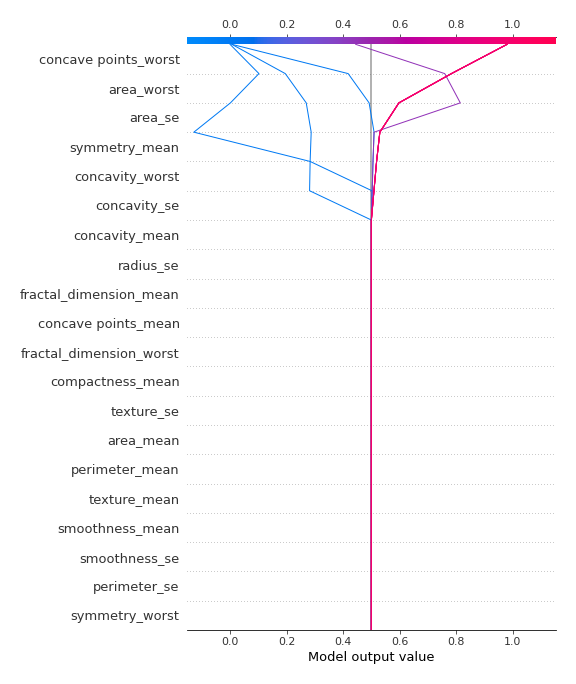 0.0 0.2 0.4 0.6 0.8 1.0
concave points_worst
area_worst
area_se
symmetry_mean
concavity_worst
concavity_se
concavity_mean
radius_se
fractal_dimension_mean
concave points_mean
fractal_dimension_worst
compactness_mean
texture_se
area_mean
perimeter_mean
texture_mean
smoothness_mean
smoothness_se
perimeter_se
symmetry_worst
0.0 0.2 0.4 0.6 0.8 1.0
Model output value